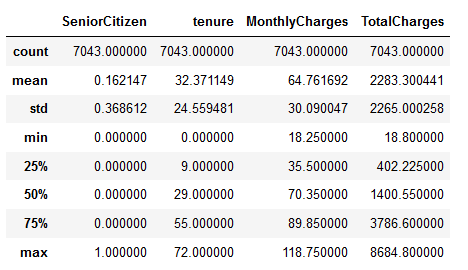 SeniorCitizen tenure MonthlyCharges TotalCharges
count 7043.000000 7043.000000 7043.000000 7043.000000
mean 0.162147 32.371149 64.761692 2283.300441
std 0.368612 24.559481 30.090047 2265.000258
min 0.000000 0.000000 18.250000 18.800000
25% 0.000000 9.000000 35.500000 402.225000
50% 0.000000 29.000000 70.350000 1400.550000
75% 0.000000 55.000000 89.850000 3786.600000
max 1.000000 72.000000 118.750000 8684.800000